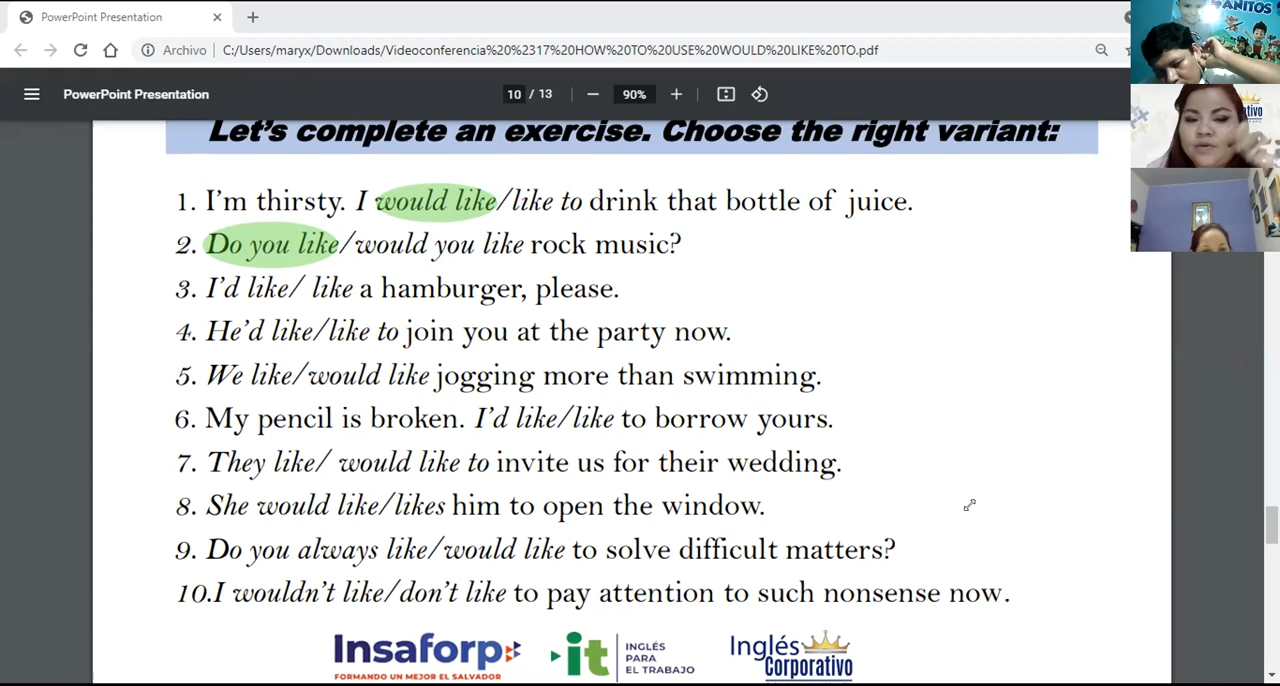 PowerPoint Presentation
Archivo | C:/Users/maryx/Downloads/Videoconferencia%20%2317%20HOW%20TO%20USE%20WOULD%20LIKE%20TO.pdf
PowerPoint Presentation
10 / 13
90%
Let's complete an exercise. Choose the right variant:
1. I'm thirsty. I would like/like to drink that bottle of juice.
2. Do you like/would you like rock music?
3. I'd like/ like a hamburger, please.
4. He'd like/like to join you at the party now.
5. We like/would like jogging more than swimming.
6. My pencil is broken. I'd like/like to borrow yours.
7. They like/ would like to invite us for their wedding.
8. She would like/likes him to open the window.
9. Do you always like/would like to solve difficult matters?
10.I wouldn't like/don't like to pay attention to such nonsense now.
Insaforp
FORMANDO UN MEJOR EL SALVADOR
it
INGLÉS
PARA
EL TRABAJO
Inglés
Corporativo